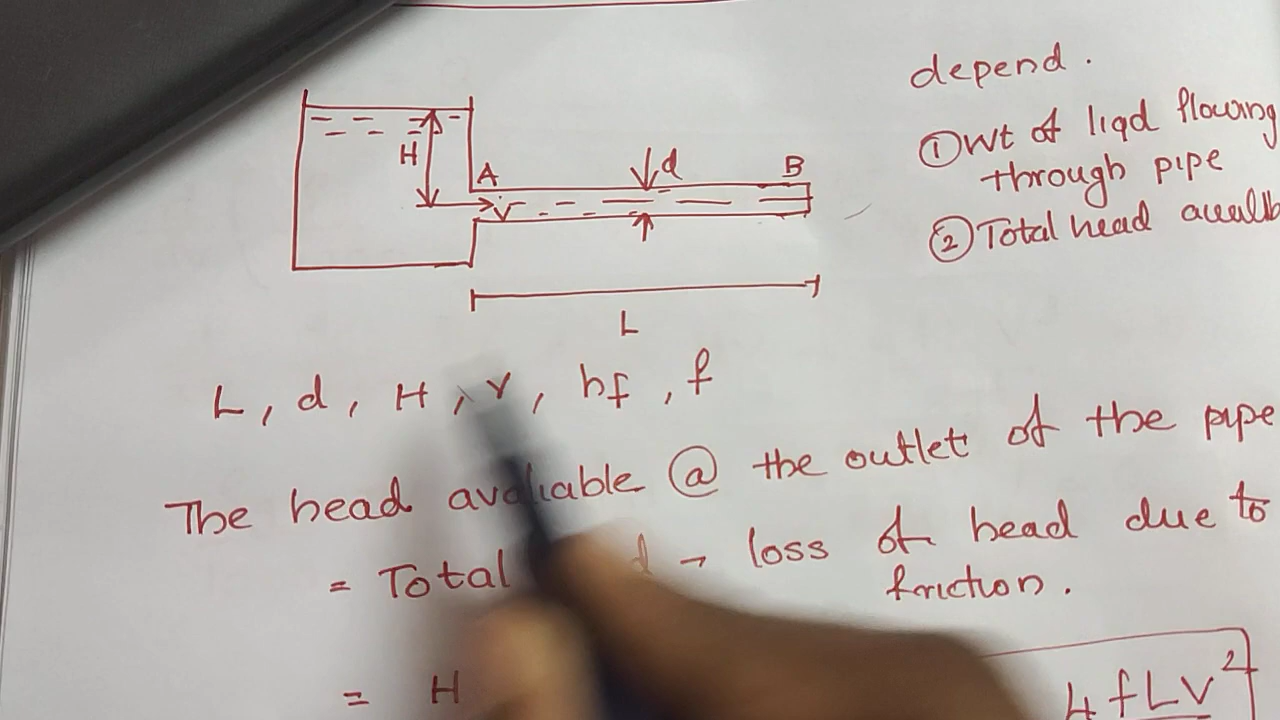 depend.
① Wt of liqd flowing
through pipe
② Total head
H
A
d
B
V
L
L, d, H, V, hf, f
The head available @ the outlet of the pipe
= Total - loss of head due to
friction.
= H
4fLV²